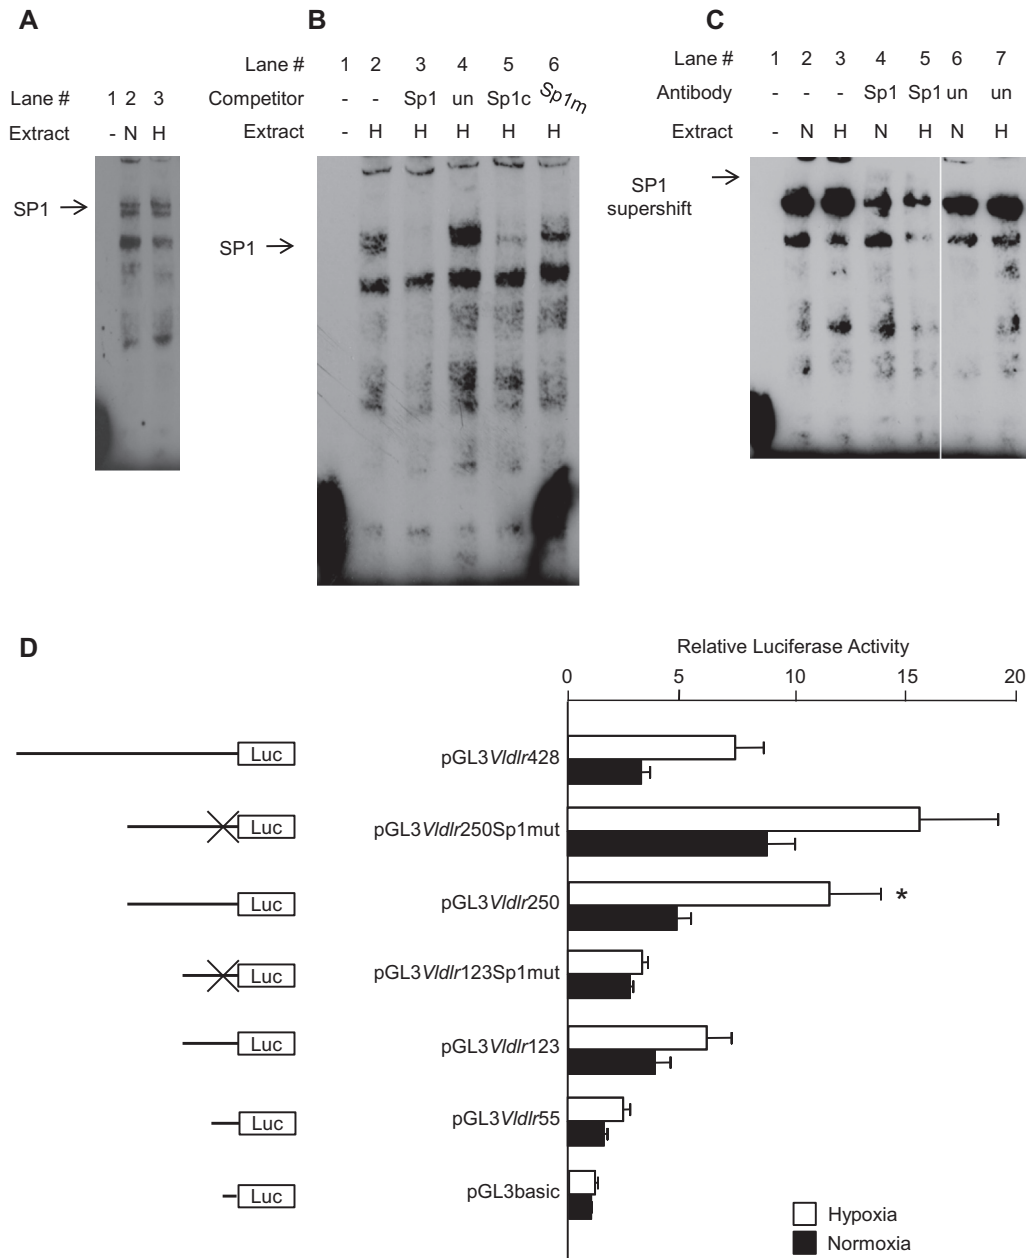 A
Lane # 1 2 3
Extract - N H
SP1
B
Lane # 1 2 3 4 5 6
Competitor - - Sp1 un Sp1c Sp1m
Extract - H H H H H
SP1
C
Lane # 1 2 3 4 5 6 7
Antibody - - - Sp1 Sp1 un un
Extract - N H N H N H
SP1
supershift
D
Relative Luciferase Activity
0 5 10 15 20
Luc pGL3Vldlr428
Luc pGL3Vldlr250Sp1mut
Luc pGL3Vldlr250 *
Luc pGL3Vldlr123Sp1mut
Luc pGL3Vldlr123
Luc pGL3Vldlr55
Luc pGL3basic
Hypoxia
Normoxia